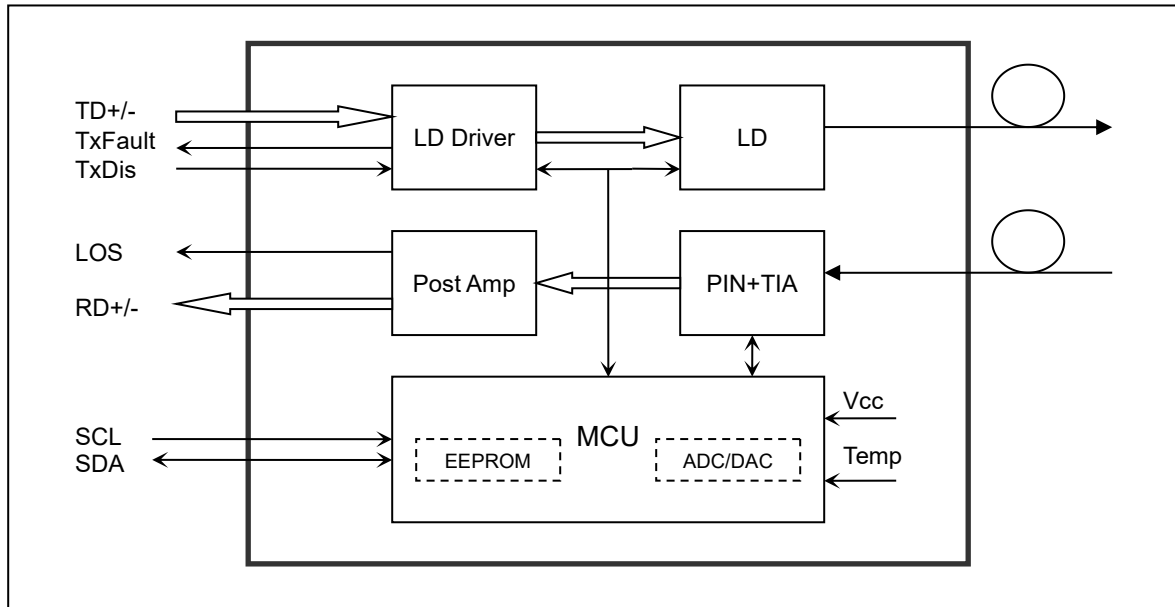 TD+/-
TxFault
TxDis
LD Driver
LD
LOS
RD+/-
Post Amp
PIN+TIA
SCL
SDA
MCU
EEPROM
ADC/DAC
Vcc
Temp